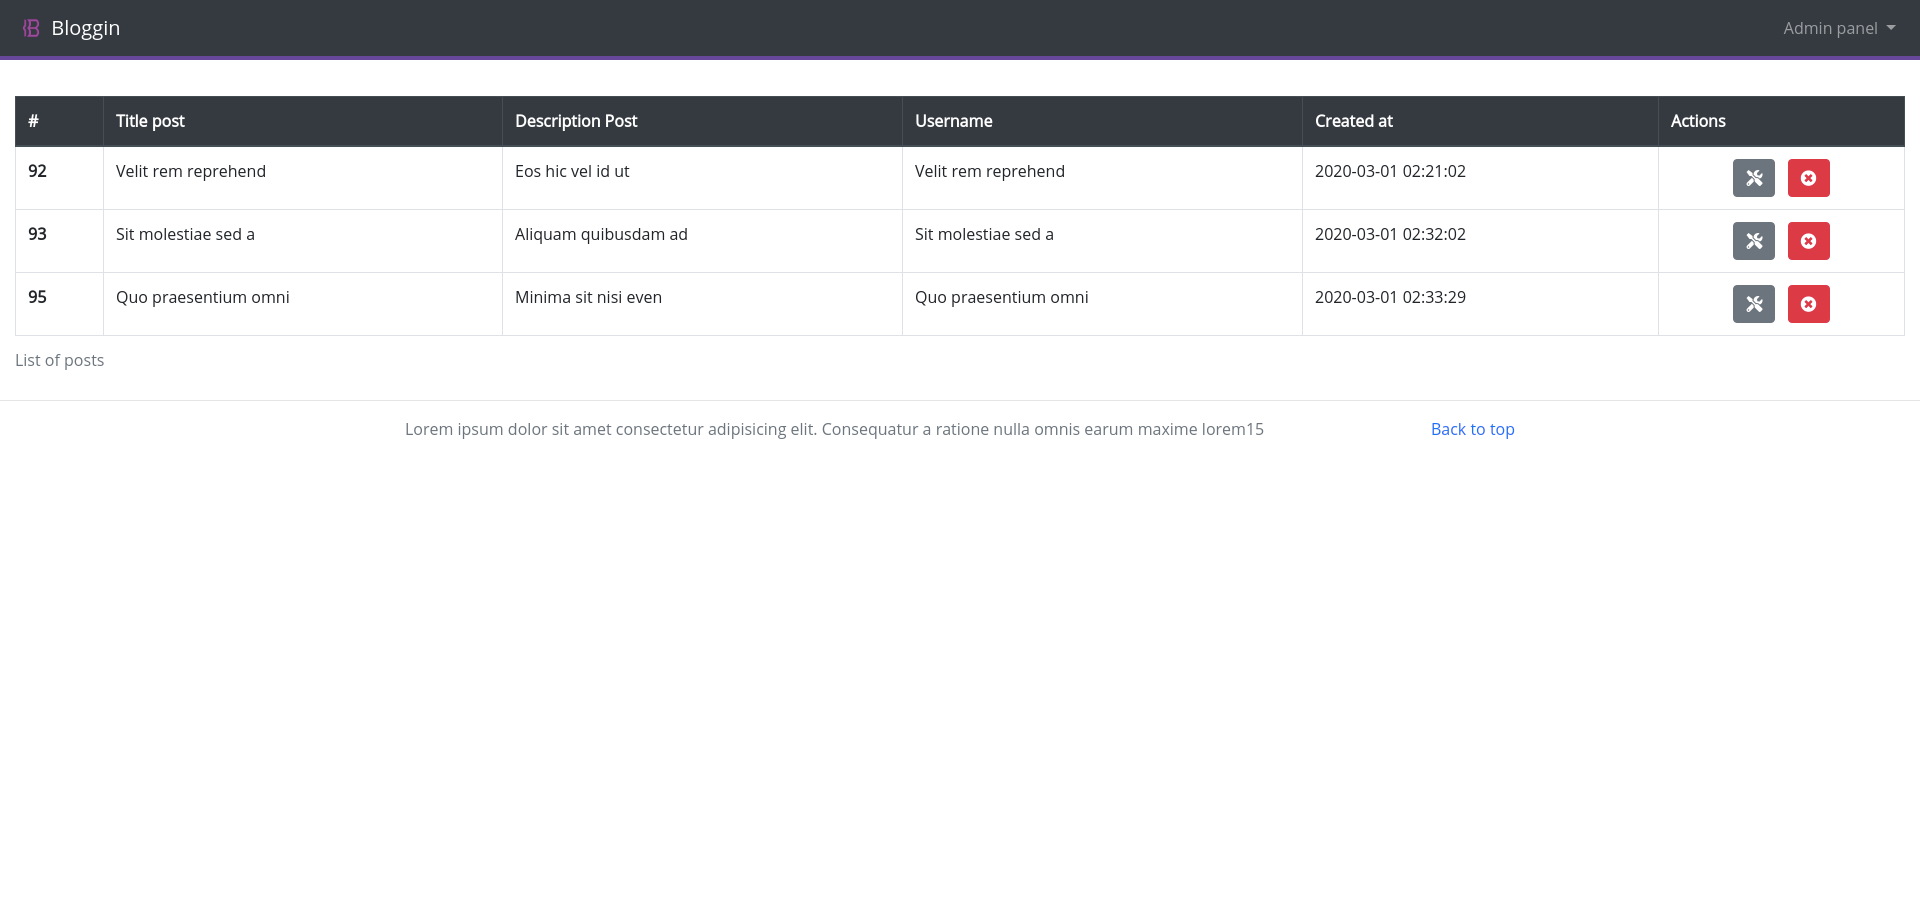 Bloggin Admin panel
# Title post Description Post Username Created at Actions
92 Velit rem reprehend Eos hic vel id ut Velit rem reprehend 2020-03-01 02:21:02
93 Sit molestiae sed a Aliquam quibusdam ad Sit molestiae sed a 2020-03-01 02:32:02
95 Quo praesentium omni Minima sit nisi even Quo praesentium omni 2020-03-01 02:33:29
List of posts
Lorem ipsum dolor sit amet consectetur adipisicing elit. Consequatur a ratione nulla omnis earum maxime lorem15 Back to top